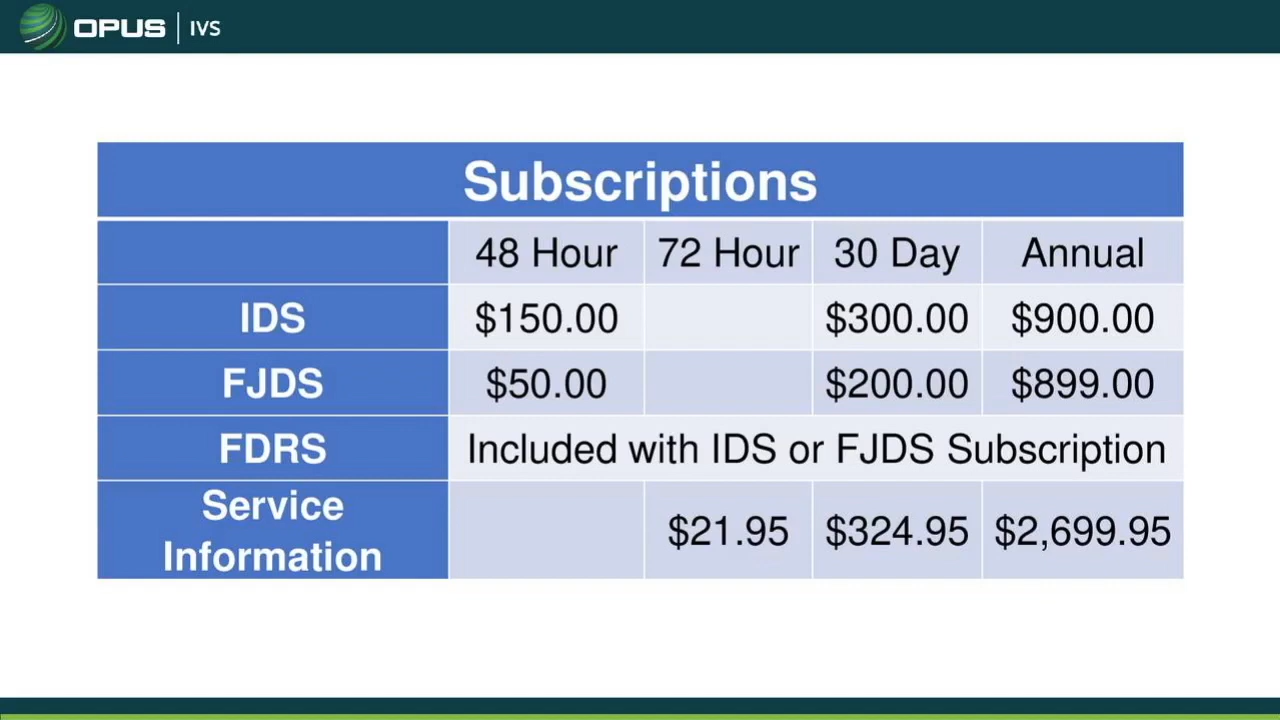 OPUS IVS
Subscriptions
48 Hour 72 Hour 30 Day Annual
IDS $150.00 $300.00 $900.00
FJDS $50.00 $200.00 $899.00
FDRS Included with IDS or FJDS Subscription
Service
Information $21.95 $324.95 $2,699.95